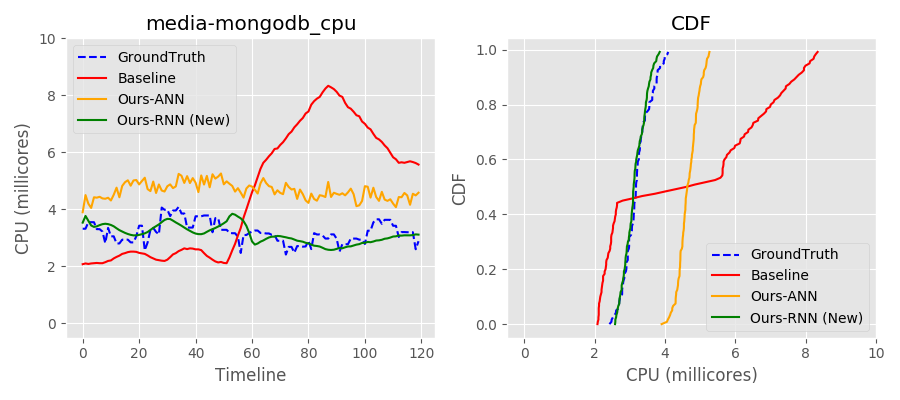 media-mongodb_cpu
CPU (millicores)
10
8
6
4
2
0
GroundTruth
Baseline
Ours-ANN
Ours-RNN (New)
0 20 40 60 80 100 120
Timeline
CDF
CDF
1.0
0.8
0.6
0.4
0.2
0.0
GroundTruth
Baseline
Ours-ANN
Ours-RNN (New)
0 2 4 6 8 10
CPU (millicores)